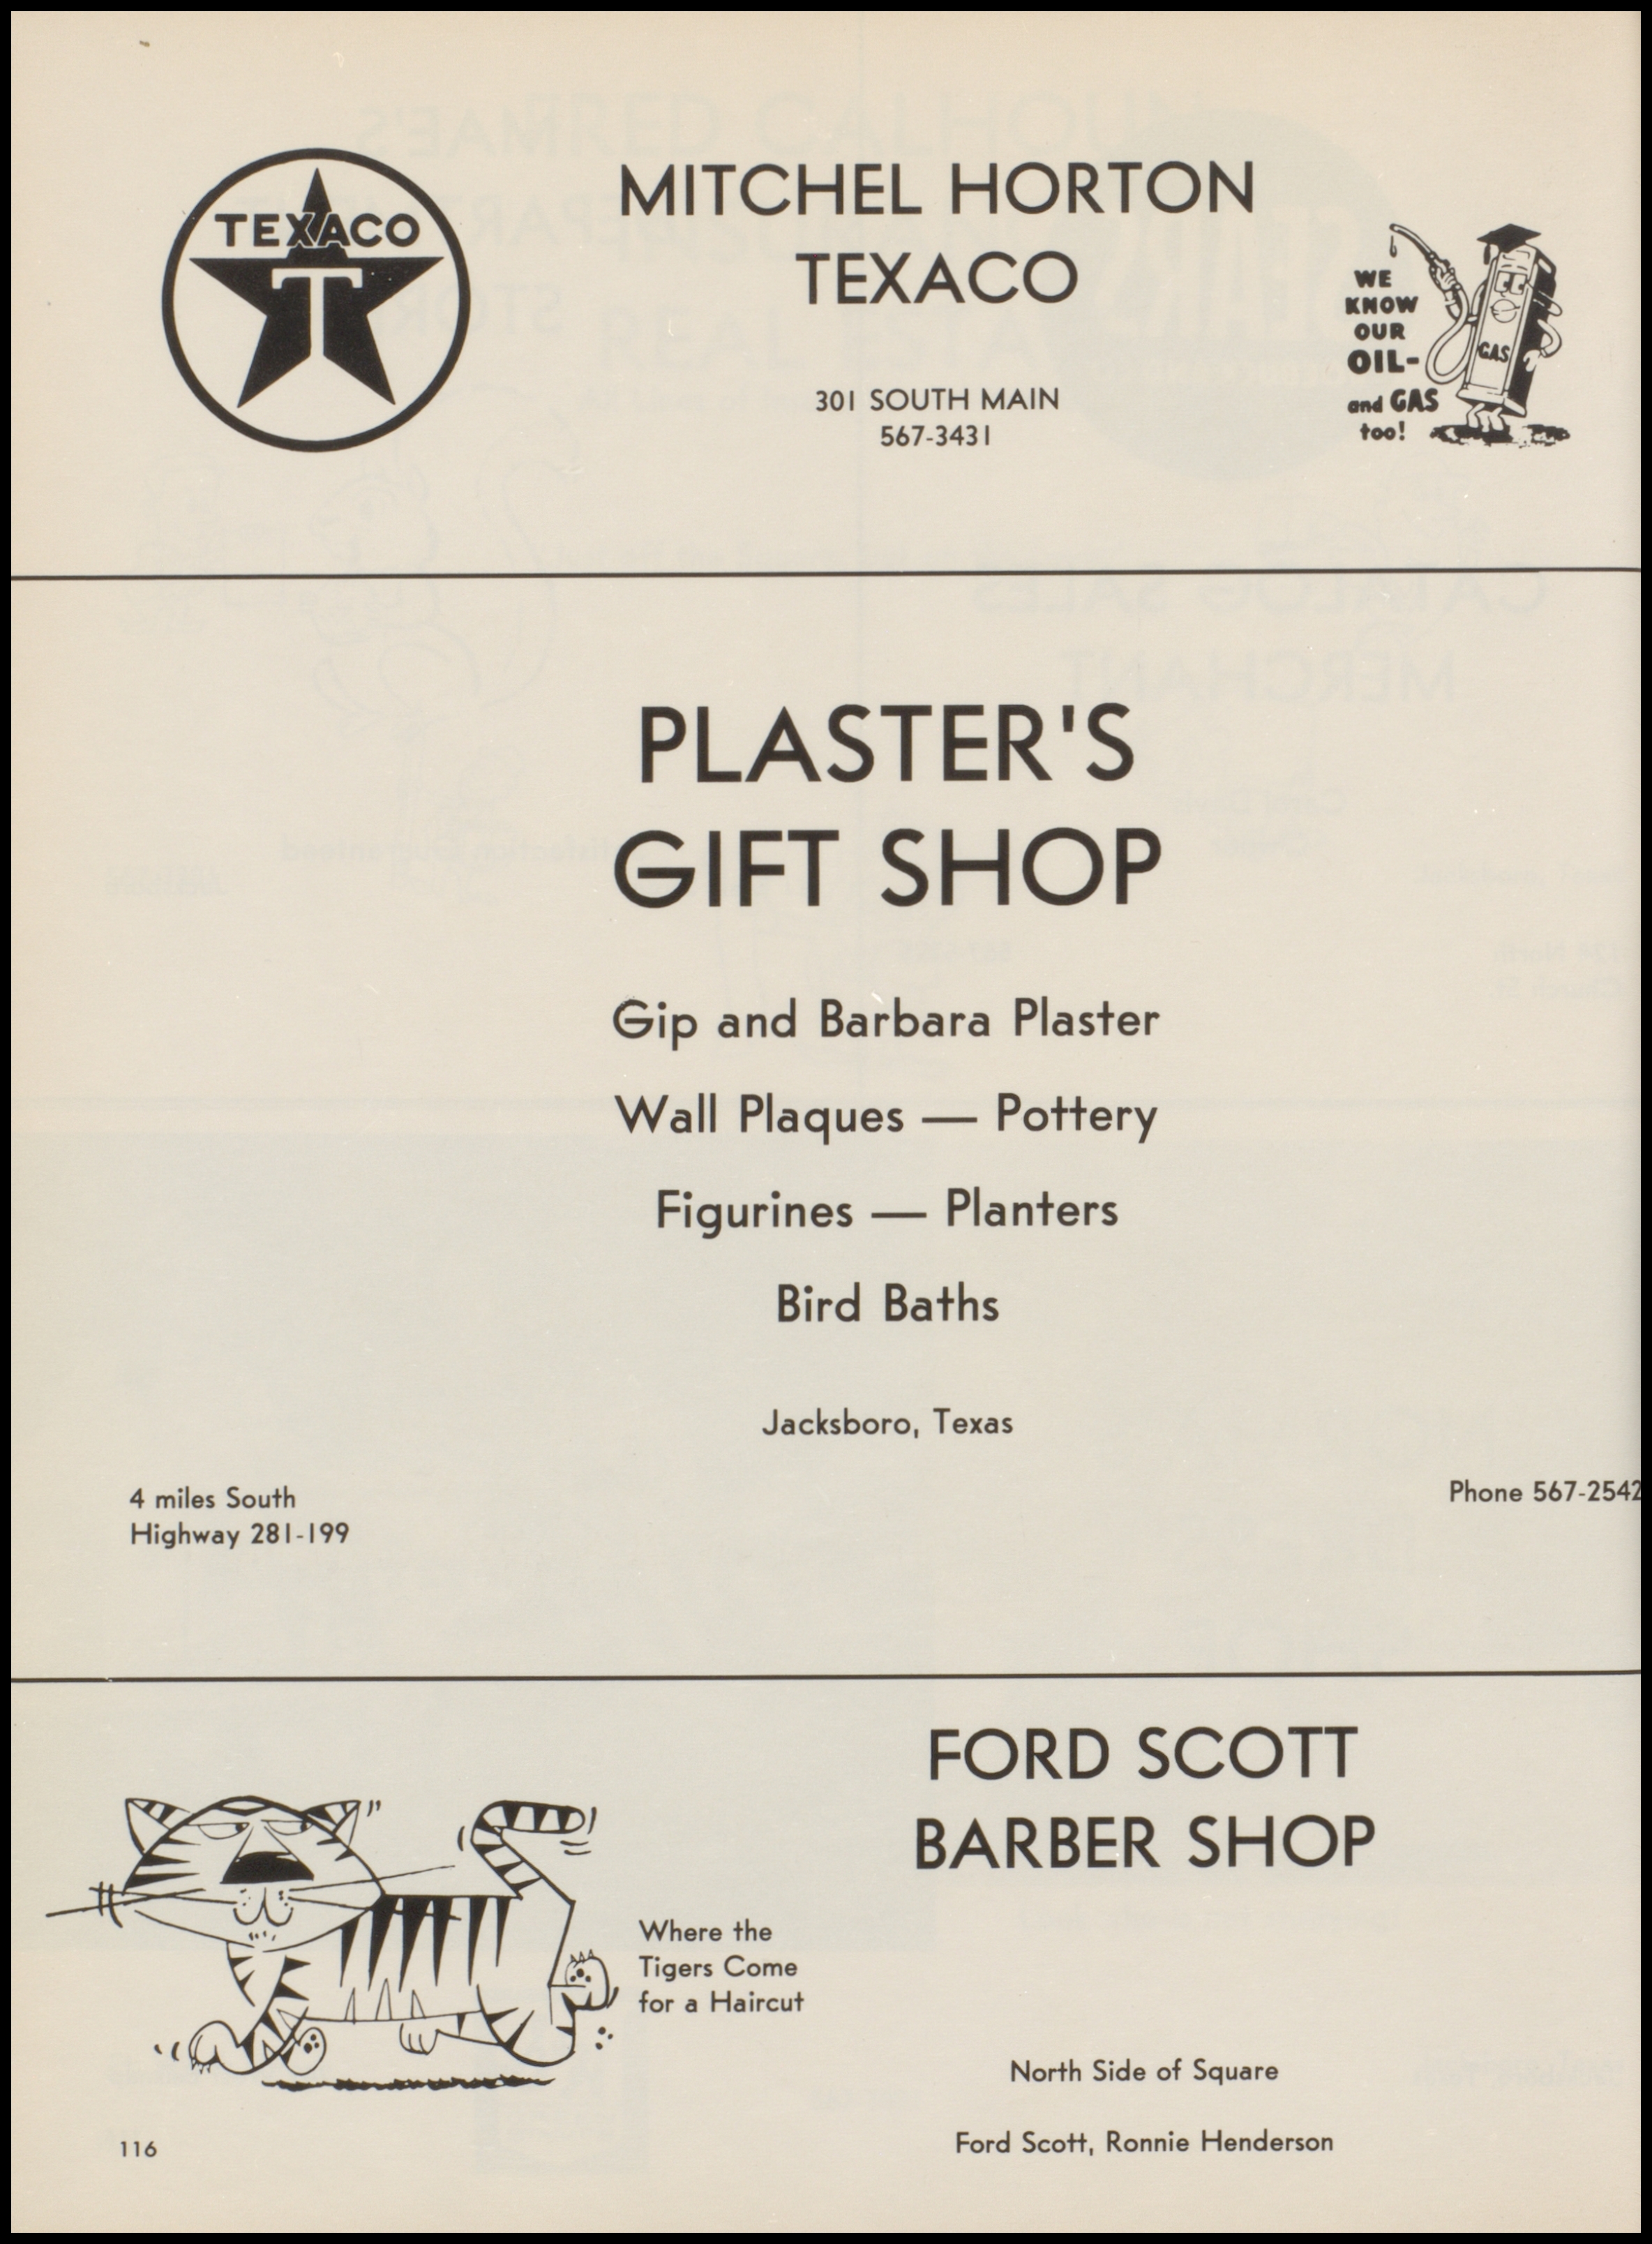 TEXACO
T
MITCHEL HORTON
TEXACO
301 SOUTH MAIN
567-3431
WE
KNOW
OUR
OIL-
and GAS
too!
GAS
PLASTER'S
GIFT SHOP
Gip and Barbara Plaster
Wall Plaques — Pottery
Figurines — Planters
Bird Baths
Jacksboro, Texas
4 miles South
Highway 281-199
Phone 567-2542
FORD SCOTT
BARBER SHOP
Where the
Tigers Come
for a Haircut
North Side of Square
Ford Scott, Ronnie Henderson
116